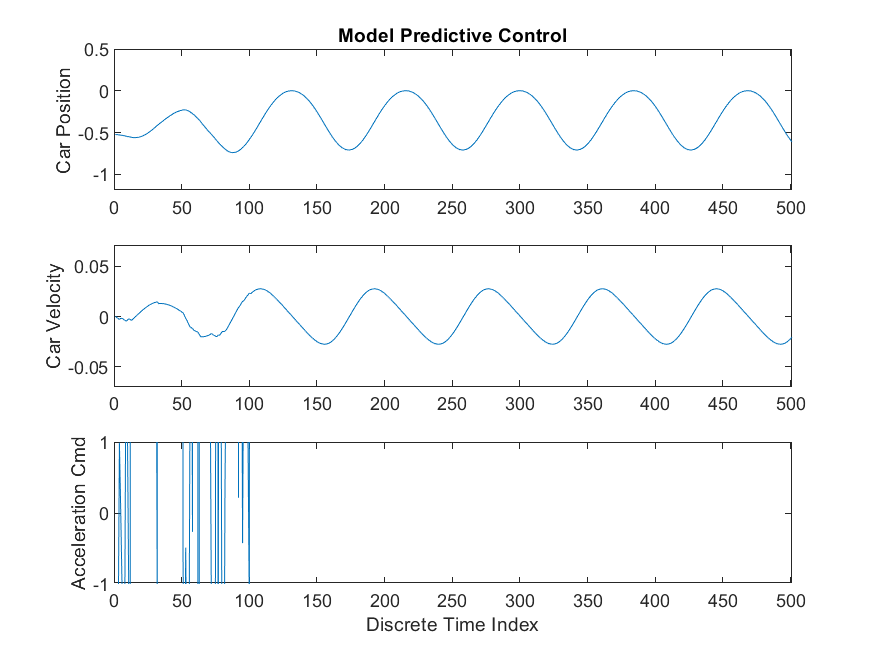 Model Predictive Control
0.5
0
-0.5
-1
Car Position
0 50 100 150 200 250 300 350 400 450 500
0.05
0
-0.05
Car Velocity
0 50 100 150 200 250 300 350 400 450 500
1
0
-1
Acceleration Cmd
0 50 100 150 200 250 300 350 400 450 500
Discrete Time Index